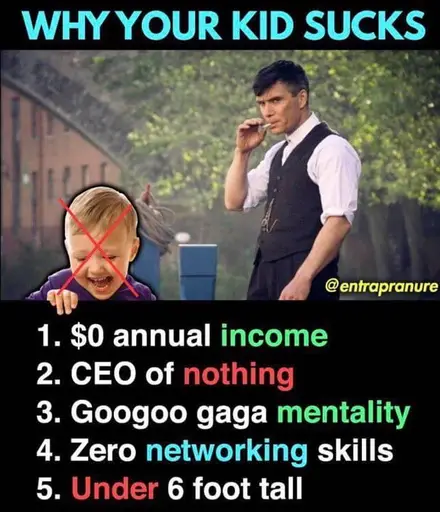 WHY YOUR KID SUCKS
@entrapranure
1. $0 annual income
2. CEO of nothing
3. Googoo gaga mentality
4. Zero networking skills
5. Under 6 foot tall